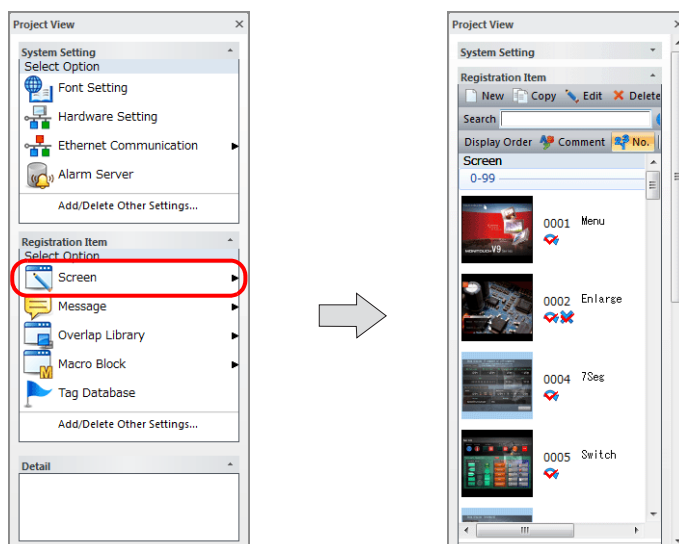 Project View
System Setting
Select Option
Font Setting
Hardware Setting
Ethernet Communication
Alarm Server
Add/Delete Other Settings...
Registration Item
Select Option
Screen
Message
Overlap Library
Macro Block
Tag Database
Add/Delete Other Settings...
Detail
Project View
System Setting
Registration Item
New Copy Edit Delete
Search
Display Order Comment No.
Screen
0-99
0001 Menu
0002 Enlarge
0004 7Seg
0005 Switch